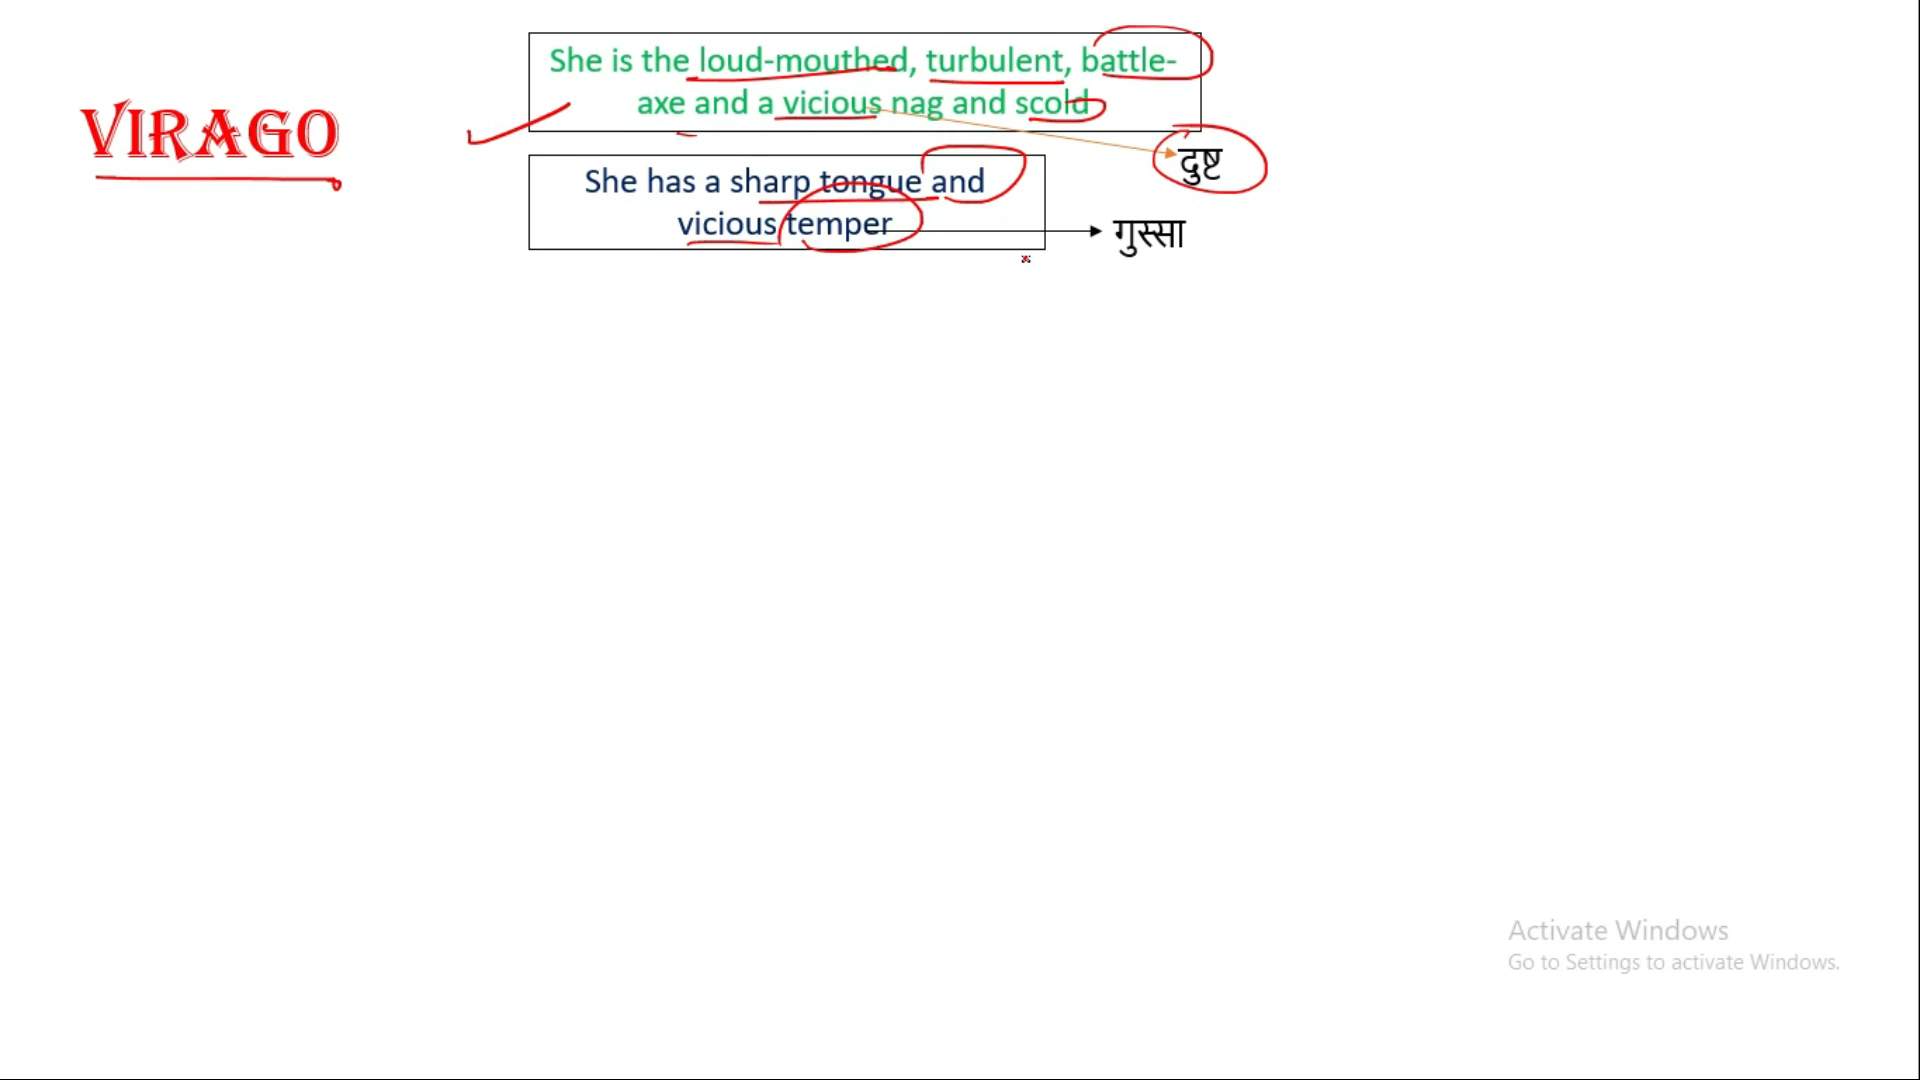 VIRAGO
She is the loud-mouthed, turbulent, battle-
axe and a vicious nag and scold
दुष्ट
She has a sharp tongue and
vicious temper
गुस्सा
Activate Windows
Go to Settings to activate Windows.